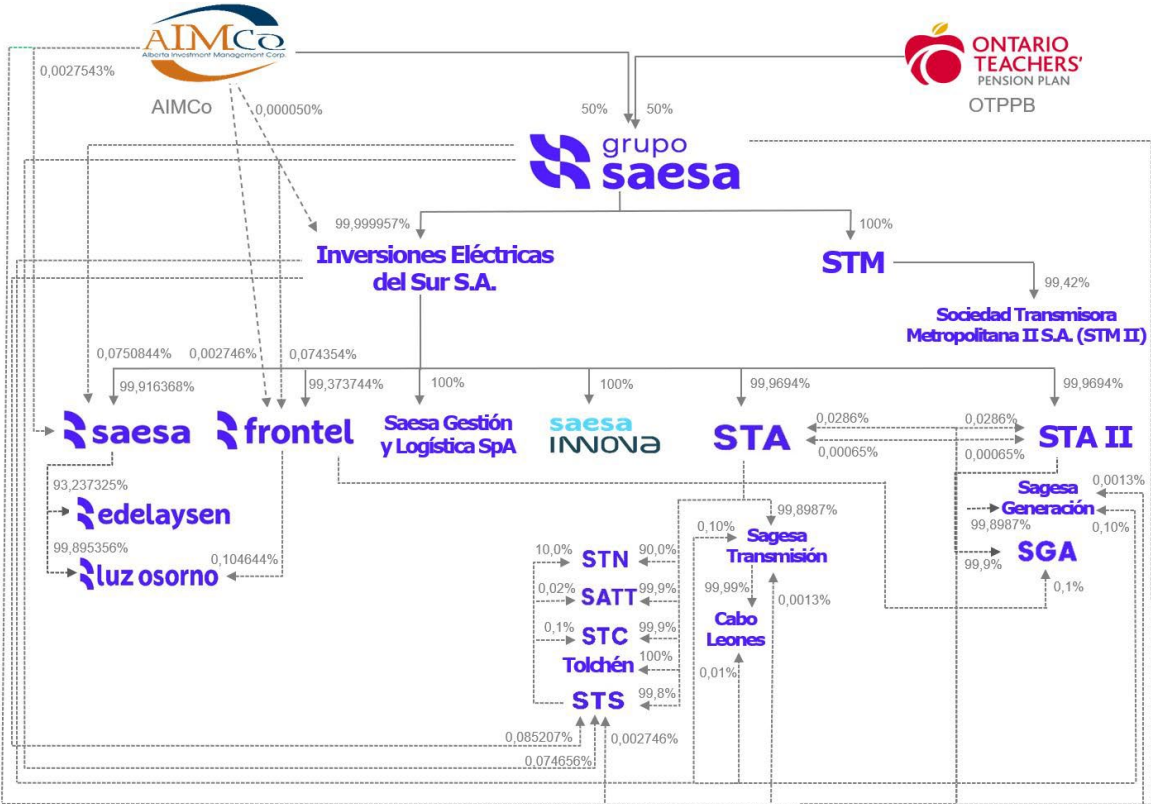 AIMCo
Alberta Investment Management Corp.
ONTARIO
TEACHERS'
PENSION PLAN
0,0027543%
AIMCo
0,000050%
50%
50%
OTPPB
grupo
saesa
99,999957%
100%
Inversiones Eléctricas
del Sur S.A.
STM
99,42%
Sociedad Transmisora
Metropolitana II S.A. (STM II)
0,0750844%
0,002746%
0,074354%
99,916368%
99,373744%
100%
100%
99,9694%
99,9694%
saesa
frontel
Saesa Gestión
y Logística SpA
saesa
INNOVa
STA
0,0286%
0,00065%
0,0286%
0,00065%
STA II
93,237325%
edelaysen
99,895356%
luz osorno
0,104644%
Sagesa
Generación
0,0013%
99,8987%
0,10%
SGA
99,9%
0,1%
99,8987%
0,10%
Sagesa
Transmisión
99,99%
0,0013%
Cabo
Leones
0,01%
10,0%
STN
90,0%
0,02%
SATT
99,9%
0,1%
STC
99,9%
Tolchén
100%
STS
99,8%
0,085207%
0,002746%
0,074656%